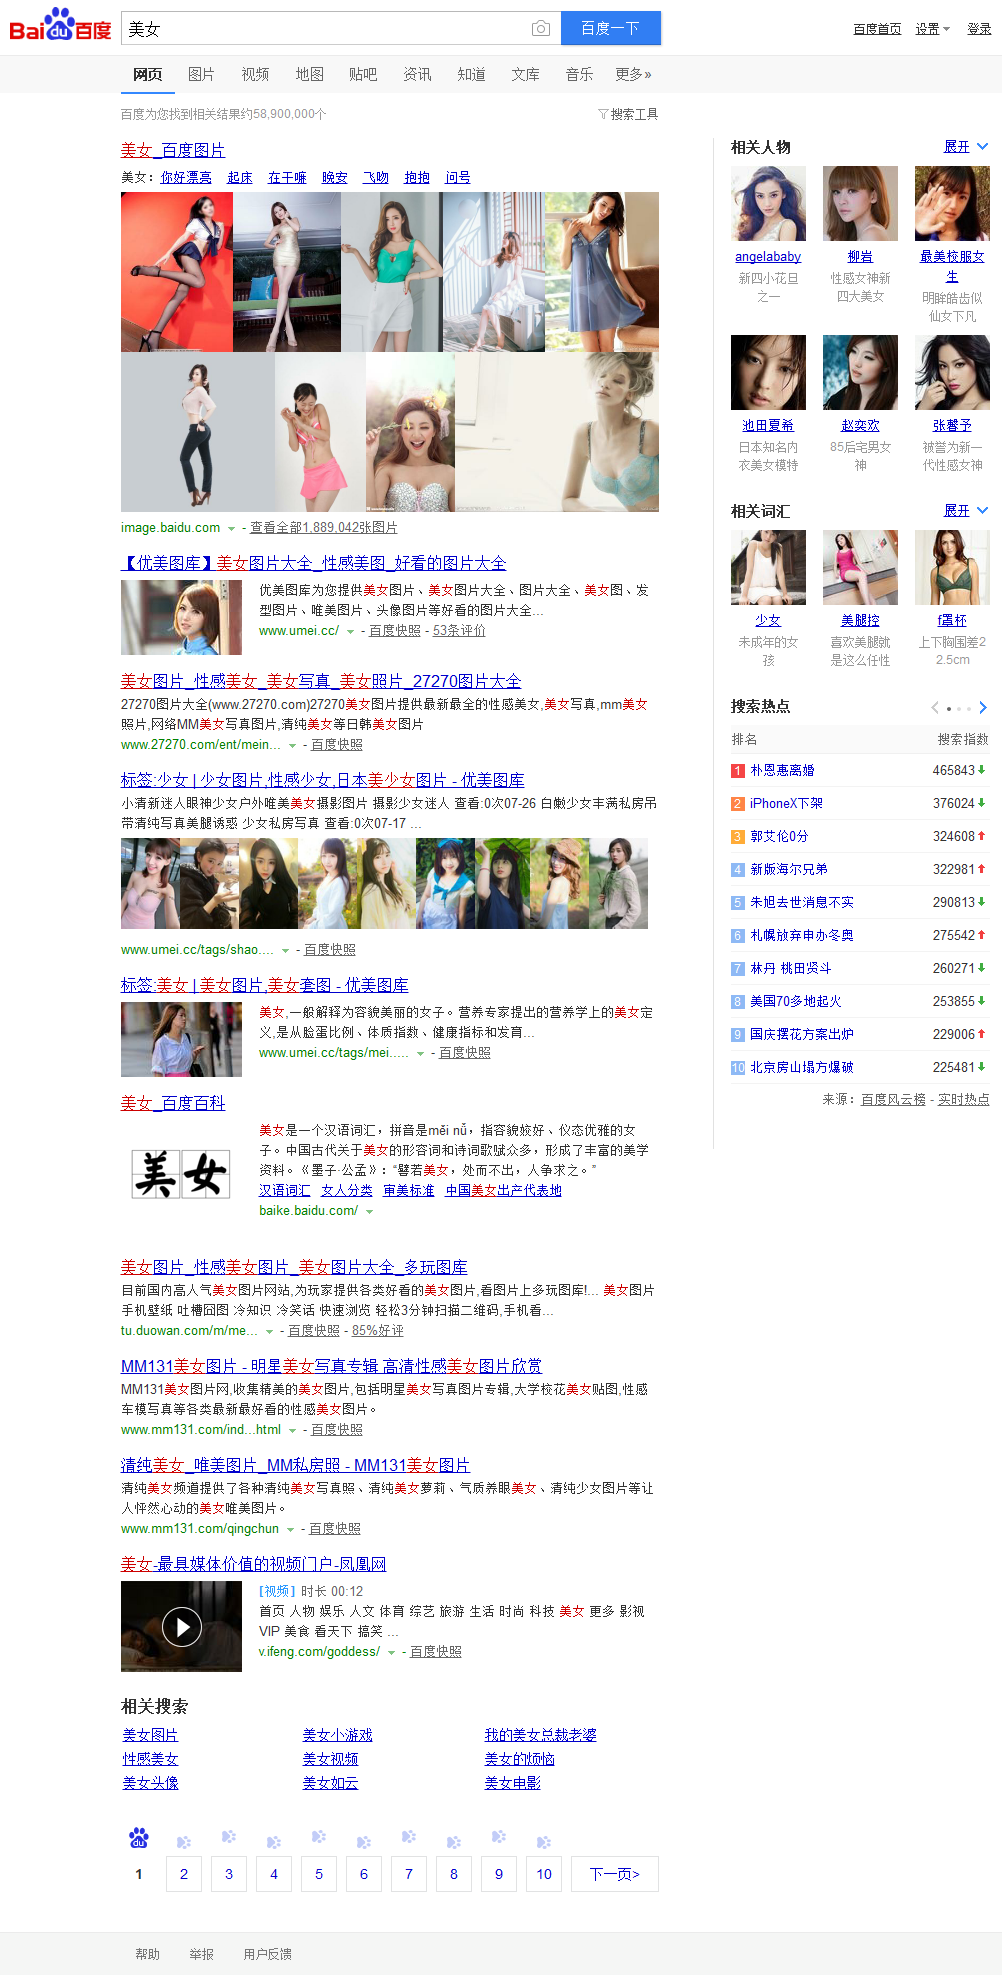 Bai du 百度
美女
百度一下
百度首页 设置 登录
网页 图片 视频 地图 贴吧 资讯 知道 文库 音乐 更多»
百度为您找到相关结果约58,900,000个
搜索工具
美女_百度图片
美女： 你好漂亮 起床 在干嘛 晚安 飞吻 抱抱 问号
image.baidu.com - 查看全部1,889,042张图片
【优美图库】美女图片大全_性感美图_好看的图片大全
优美图库为您提供美女图片、美女图片大全、图片大全、美女图、发
型图片、唯美图片、头像图片等好看的图片大全...
www.umei.cc/ - 百度快照 - 53条评价
美女图片_性感美女_美女写真_美女照片_27270图片大全
27270图片大全(www.27270.com)27270美女图片提供最新最全的性感美女,美女写真,mm美女
照片,网络MM美女写真图片,清纯美女等日韩美女图片
www.27270.com/ent/mein... - 百度快照
标签:少女 | 少女图片,性感少女,日本美少女图片 - 优美图库
小清新迷人眼神少女户外唯美美女摄影图片 摄影少女迷人 查看:0次07-26 白嫩少女丰满私房吊
带清纯写真美腿诱惑 少女私房写真 查看:0次07-17 ...
www.umei.cc/tags/shao.... - 百度快照
标签:美女 | 美女图片,美女套图 - 优美图库
美女,一般解释为容貌美丽的女子。营养专家提出的营养学上的美女定
义,是从脸蛋比例、体质指数、健康指标和发育...
www.umei.cc/tags/mei..... - 百度快照
美女_百度百科
美女
美女是一个汉语词汇，拼音是měi nǚ，指容貌姣好、仪态优雅的女
子。中国古代关于美女的形容词和诗词歌赋众多，形成了丰富的美学
资料。《墨子·公孟》：“譬若美女，处而不出，人争求之。”
汉语词汇 女人分类 审美标准 中国美女出产代表地
baike.baidu.com/
美女图片_性感美女图片_美女图片大全_多玩图库
目前国内高人气美女图片网站,为玩家提供各类好看的美女图片,看图片上多玩图库!... 美女图片
手机壁纸 吐槽囧图 冷知识 冷笑话 快速浏览 轻松3分钟扫描二维码,手机看...
tu.duowan.com/m/me... - 百度快照 - 85%好评
MM131美女图片 - 明星美女写真专辑 高清性感美女图片欣赏
MM131美女图片网,收集精美的美女图片,包括明星美女写真图片专辑,大学校花美女贴图,性感
车模写真等各类最新最好看的性感美女图片。
www.mm131.com/ind...html - 百度快照
清纯美女_唯美图片_MM私房照 - MM131美女图片
清纯美女频道提供了各种清纯美女写真照、清纯美女萝莉、气质养眼美女、清纯少女图片等让
人怦然心动的美女唯美图片。
www.mm131.com/qingchun - 百度快照
美女-最具媒体价值的视频门户-凤凰网
[视频] 时长 00:12
首页 人物 娱乐 人文 体育 综艺 旅游 生活 时尚 科技 美女 更多 影视
VIP 美食 看天下 搞笑 ...
v.ifeng.com/goddess/ - 百度快照
相关搜索
美女图片 美女小游戏 我的美女总裁老婆
性感美女 美女视频 美女的烦恼
美女头像 美女如云 美女电影
du
1 2 3 4 5 6 7 8 9 10 下一页>
帮助 举报 用户反馈
相关人物 展开
angelababy 柳岩 最美校服女
生
新四小花旦
之一
性感女神新
四大美女
明眸皓齿似
仙女下凡
池田夏希 赵奕欢 张馨予
日本知名内
衣美女模特
85后宅男女
神
被誉为新一
代性感女神
相关词汇 展开
少女 美腿控 f罩杯
未成年的女
孩
喜欢美腿就
是这么任性
上下胸围差2
2.5cm
搜索热点
排名 搜索指数
1 朴恩惠离婚 465843
2 iPhoneX下架 376024
3 郭艾伦0分 324608
4 新版海尔兄弟 322981
5 朱旭去世消息不实 290813
6 札幌放弃申办冬奥 275542
7 林丹 桃田贤斗 260271
8 美国70多地起火 253855
9 国庆摆花方案出炉 229006
10 北京房山塌方爆破 225481
来源： 百度风云榜 - 实时热点